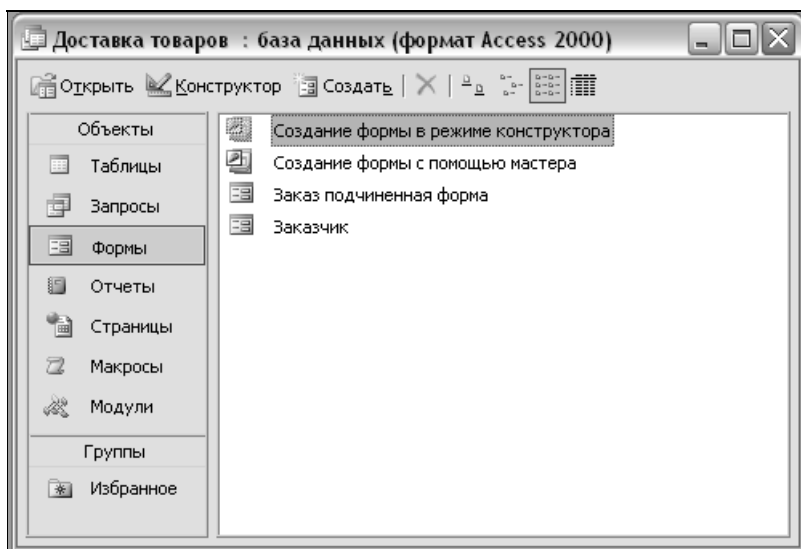 Доставка товаров : база данных (формат Access 2000)
Открыть Конструктор Создать
Объекты
Таблицы
Запросы
Формы
Отчеты
Страницы
Макросы
Модули
Группы
Избранное
Создание формы в режиме конструктора
Создание формы с помощью мастера
Заказ подчиненная форма
Заказчик